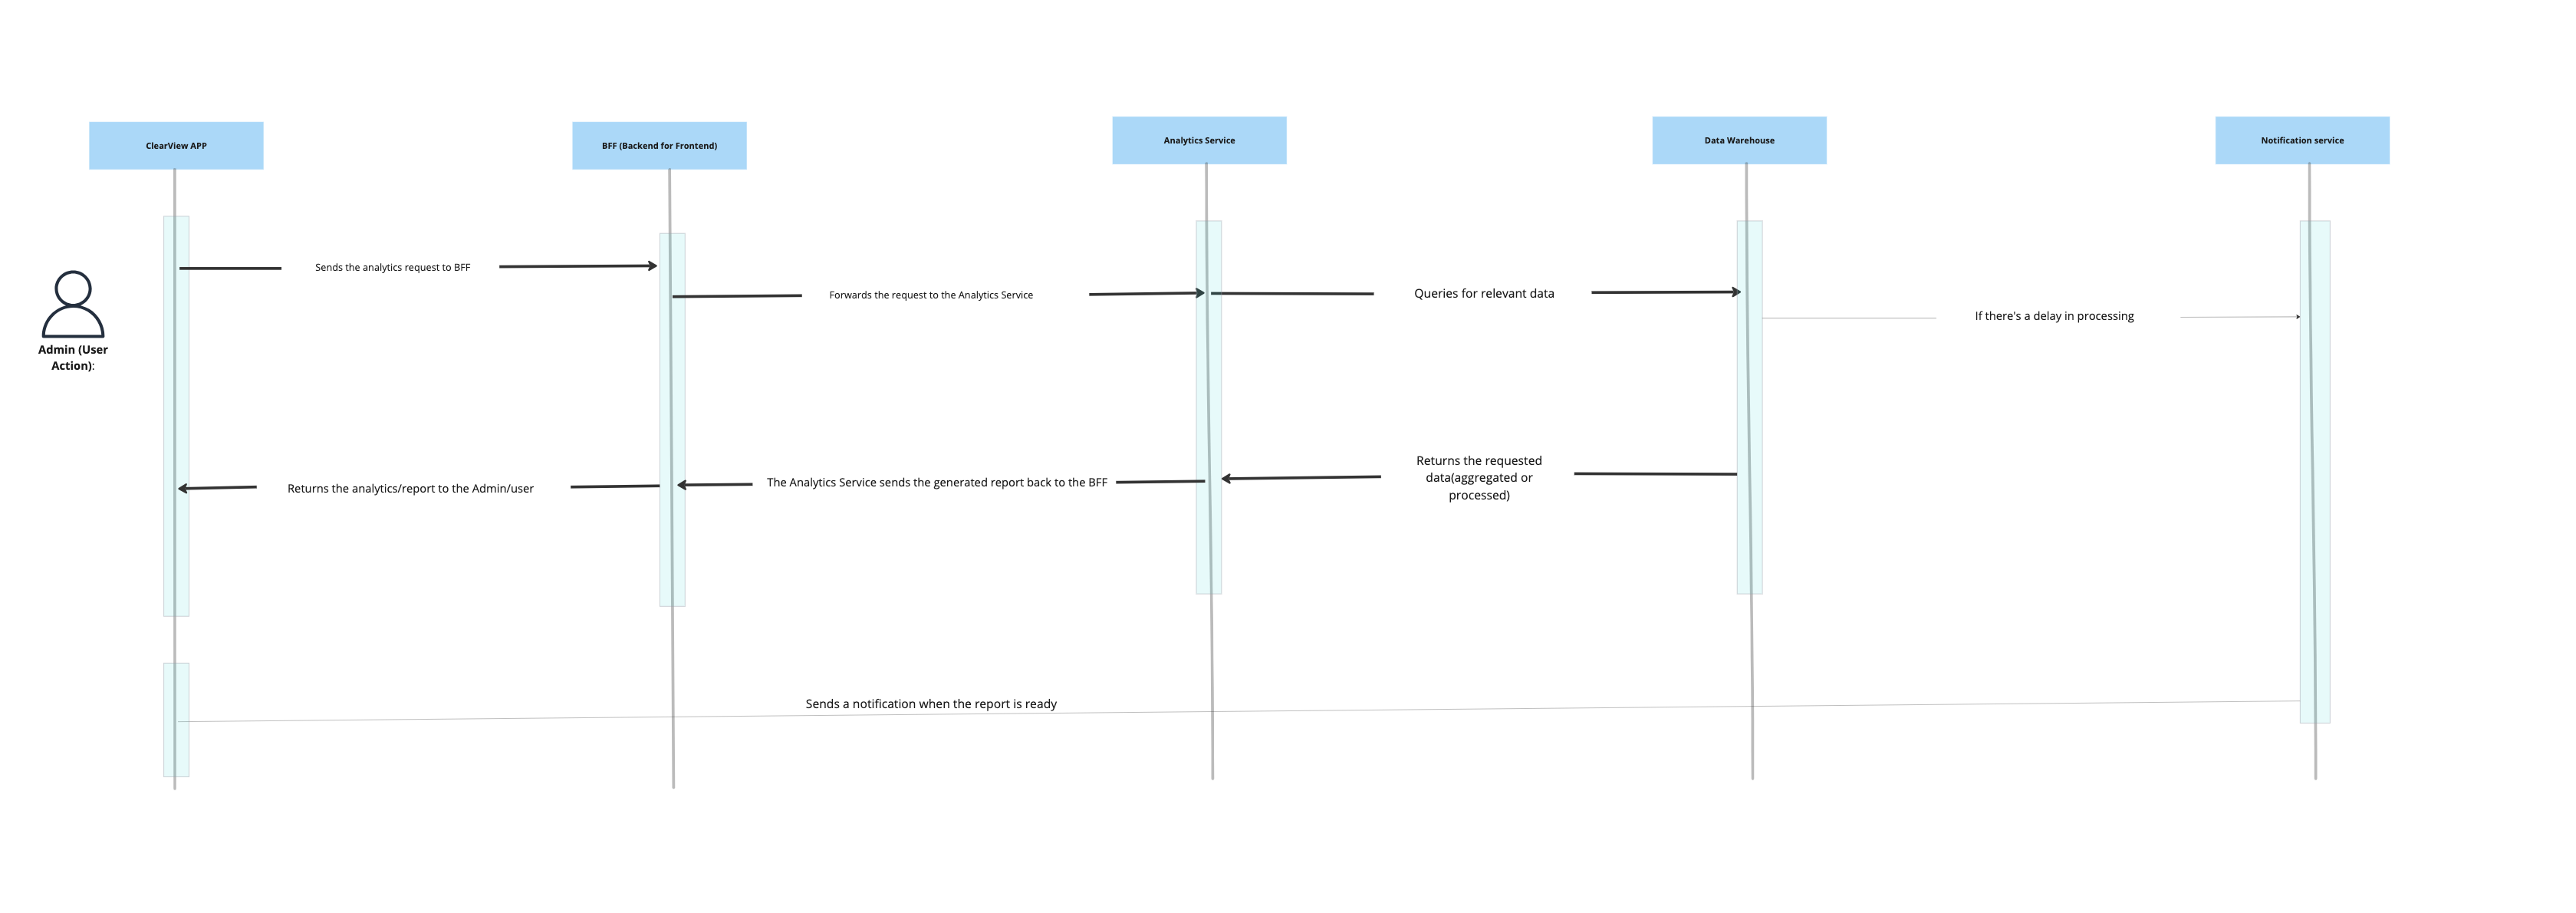 ClearView APP
BFF (Backend for Frontend)
Analytics Service
Data Warehouse
Notification service
Sends the analytics request to BFF
Forwards the request to the Analytics Service
Queries for relevant data
If there's a delay in processing
Admin (User
Action):
Returns the analytics/report to the Admin/user
The Analytics Service sends the generated report back to the BFF
Returns the requested
data(aggregated or
processed)
Sends a notification when the report is ready